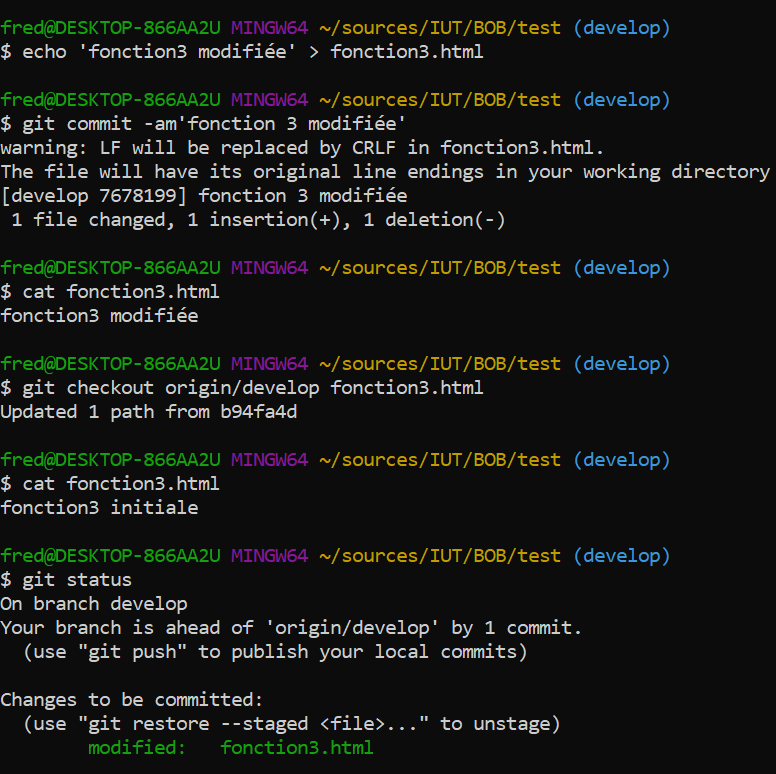 fred@DESKTOP-866AA2U MINGW64 ~/sources/IUT/BOB/test (develop)
$ echo 'fonction3 modifiée' > fonction3.html

fred@DESKTOP-866AA2U MINGW64 ~/sources/IUT/BOB/test (develop)
$ git commit -am'fonction 3 modifiée'
warning: LF will be replaced by CRLF in fonction3.html.
The file will have its original line endings in your working directory
[develop 7678199] fonction 3 modifiée
 1 file changed, 1 insertion(+), 1 deletion(-)

fred@DESKTOP-866AA2U MINGW64 ~/sources/IUT/BOB/test (develop)
$ cat fonction3.html
fonction3 modifiée

fred@DESKTOP-866AA2U MINGW64 ~/sources/IUT/BOB/test (develop)
$ git checkout origin/develop fonction3.html
Updated 1 path from b94fa4d

fred@DESKTOP-866AA2U MINGW64 ~/sources/IUT/BOB/test (develop)
$ cat fonction3.html
fonction3 initiale

fred@DESKTOP-866AA2U MINGW64 ~/sources/IUT/BOB/test (develop)
$ git status
On branch develop
Your branch is ahead of 'origin/develop' by 1 commit.
  (use "git push" to publish your local commits)

Changes to be committed:
  (use "git restore --staged <file>..." to unstage)
        modified:   fonction3.html